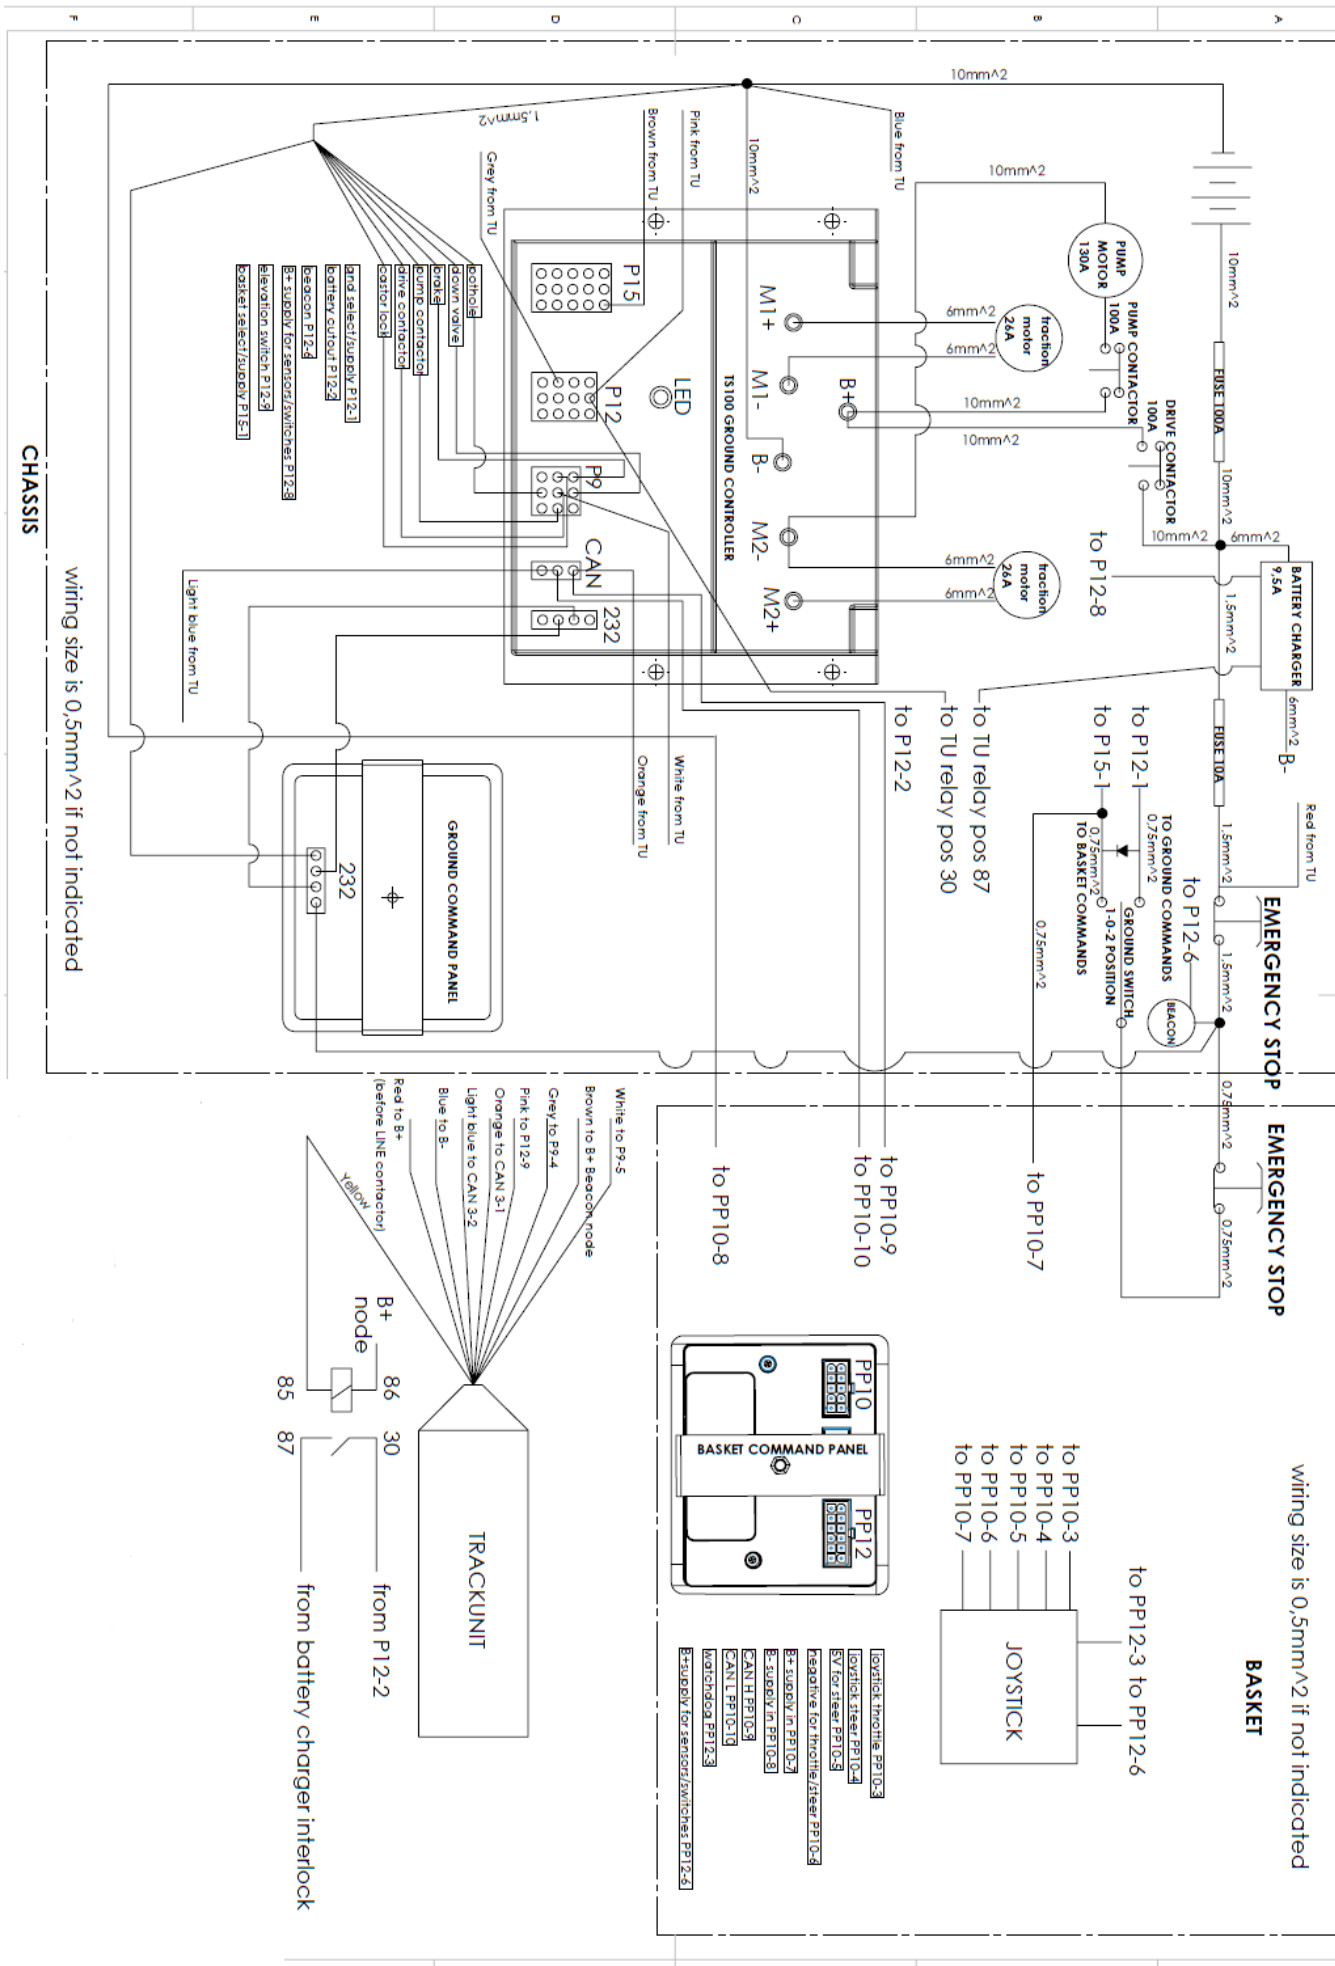 F
E
D
C
B
A
10mm^2
1,5mm^2
Brown from TU
Pink from TU
10mm^2
Blue from TU
Grey from TU
10mm^2
10mm^2
PUMP
MOTOR
130A
PUMP CONTACTOR
100A
DRIVE CONTACTOR
100A
FUSE 100A
10mm^2
6mm^2
6mm^2
traction
motor
26A
10mm^2
10mm^2
10mm^2
6mm^2
BATTERY CHARGER
9,5A
6mm^2
B-
1,5mm^2
to P12-8
6mm^2
6mm^2
traction
motor
26A
M1+
M1-
B+
B-
M2-
M2+
TS100 GROUND CONTROLLER
LED
P15
P12
P9
CAN
232
pothole
down valve
brake
pump contactor
drive contactor
castor lock
gnd select/supply P12-1
battery cutout P12-2
beacon P12-6
B+ supply for sensors/switches P12-8
elevation switch P12-9
basket select/supply P15-1
CHASSIS
wiring size is 0,5mm^2 if not indicated
Light blue from TU
White from TU
Orange from TU
to P12-2
to TU relay pos 30
to TU relay pos 87
to P15-1
to P12-1
FUSE 10A
1,5mm^2
Red from TU
TO GROUND COMMANDS
0,75mm^2
0,75mm^2
TO BASKET COMMANDS
GROUND SWITCH
1-0-2 POSITION
to P12-6
BEACON
EMERGENCY STOP
1,5mm^2
0,75mm^2
GROUND COMMAND PANEL
232
0,75mm^2
EMERGENCY STOP
0,75mm^2
to PP10-7
to PP10-9
to PP10-10
to PP10-8
White to P9-5
Brown to B+ Beacon node
Grey to P9-4
Pink to P12-9
Orange to CAN 3-1
Light blue to CAN 3-2
Blue to B-
Red to B+
(before LINE contactor)
Yellow
B+
node
86
85
30
87
TRACKUNIT
from P12-2
from battery charger interlock
PP10
BASKET COMMAND PANEL
PP12
to PP10-3
to PP10-4
to PP10-5
to PP10-6
to PP10-7
JOYSTICK
to PP12-3
to PP12-6
joystick throttle PP10-3
joystick steer PP10-4
5V for steer PP10-5
negative for throttle/steer PP10-6
B+ supply in PP10-7
B- supply in PP10-8
CAN H PP10-9
CAN L PP10-10
watchdog PP12-3
B+supply for sensors/switches PP12-6
BASKET
wiring size is 0,5mm^2 if not indicated